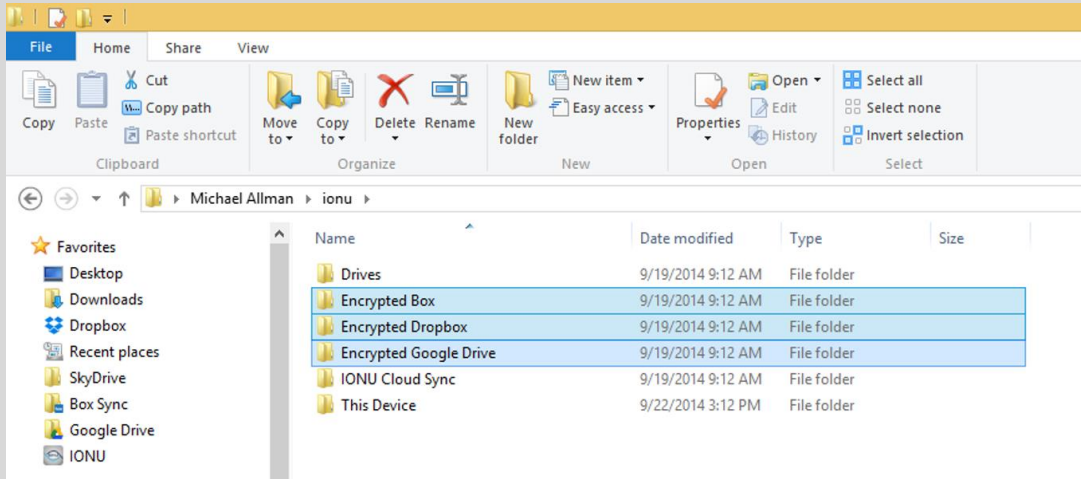 File Home Share View
Cut
Copy path
Paste shortcut
Copy
Paste
Clipboard
Move to
Copy to
Delete
Rename
Organize
New folder
New item
Easy access
New
Properties
Open
Edit
History
Open
Select all
Select none
Invert selection
Select
Michael Allman ionu
Favorites
Desktop
Downloads
Dropbox
Recent places
SkyDrive
Box Sync
Google Drive
IONU
Name Date modified Type Size
Drives 9/19/2014 9:12 AM File folder
Encrypted Box 9/19/2014 9:12 AM File folder
Encrypted Dropbox 9/19/2014 9:12 AM File folder
Encrypted Google Drive 9/19/2014 9:12 AM File folder
IONU Cloud Sync 9/19/2014 9:12 AM File folder
This Device 9/22/2014 3:12 PM File folder